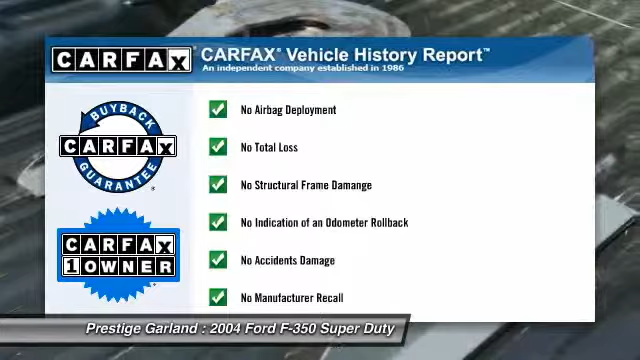 CARFAX
CARFAX® Vehicle History Report™
An independent company established in 1986
BUYBACK
CARFAX
GUARANTEE
®
CARFAX
1 OWNER
No Airbag Deployment
No Total Loss
No Structural Frame Damange
No Indication of an Odometer Rollback
No Accidents Damage
No Manufacturer Recall
Prestige Garland : 2004 Ford F-350 Super Duty